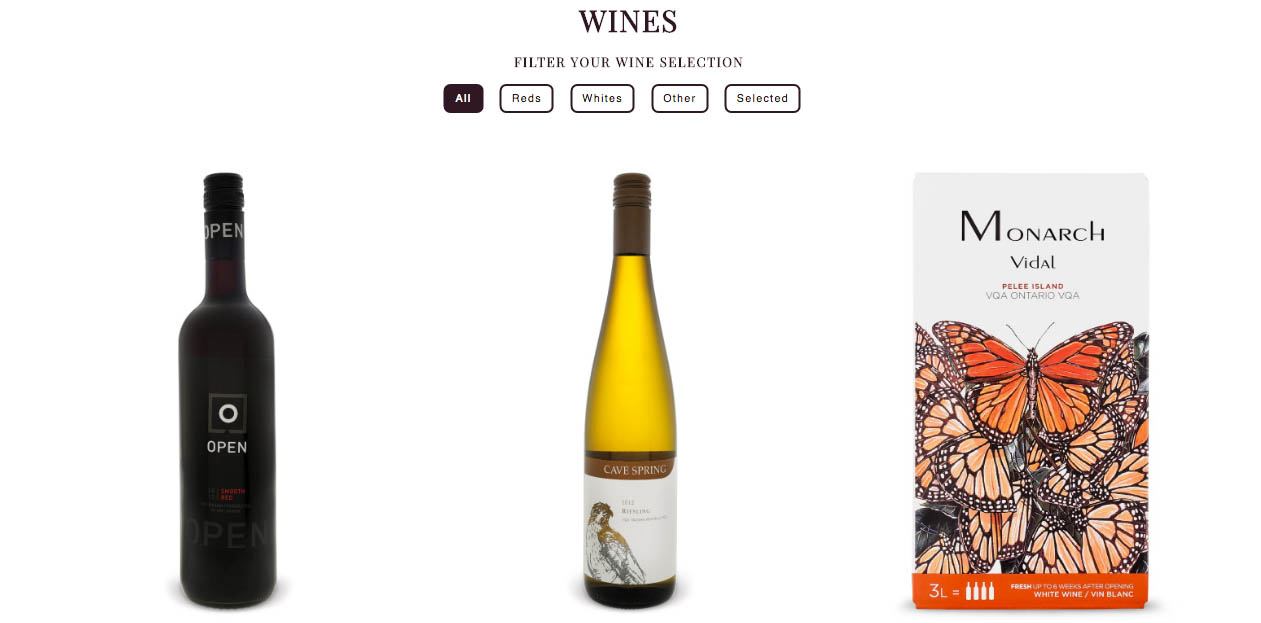 WINES
FILTER YOUR WINE SELECTION
All
Reds
Whites
Other
Selected
OPEN
O
OPEN
SMOOTH
RED
OPEN
CAVE SPRING
2012
RIESLING
MONARCH
Vidal
PELEE ISLAND
VQA ONTARIO VQA
3L =
FRESH UP TO 6 WEEKS AFTER OPENING
WHITE WINE / VIN BLANC